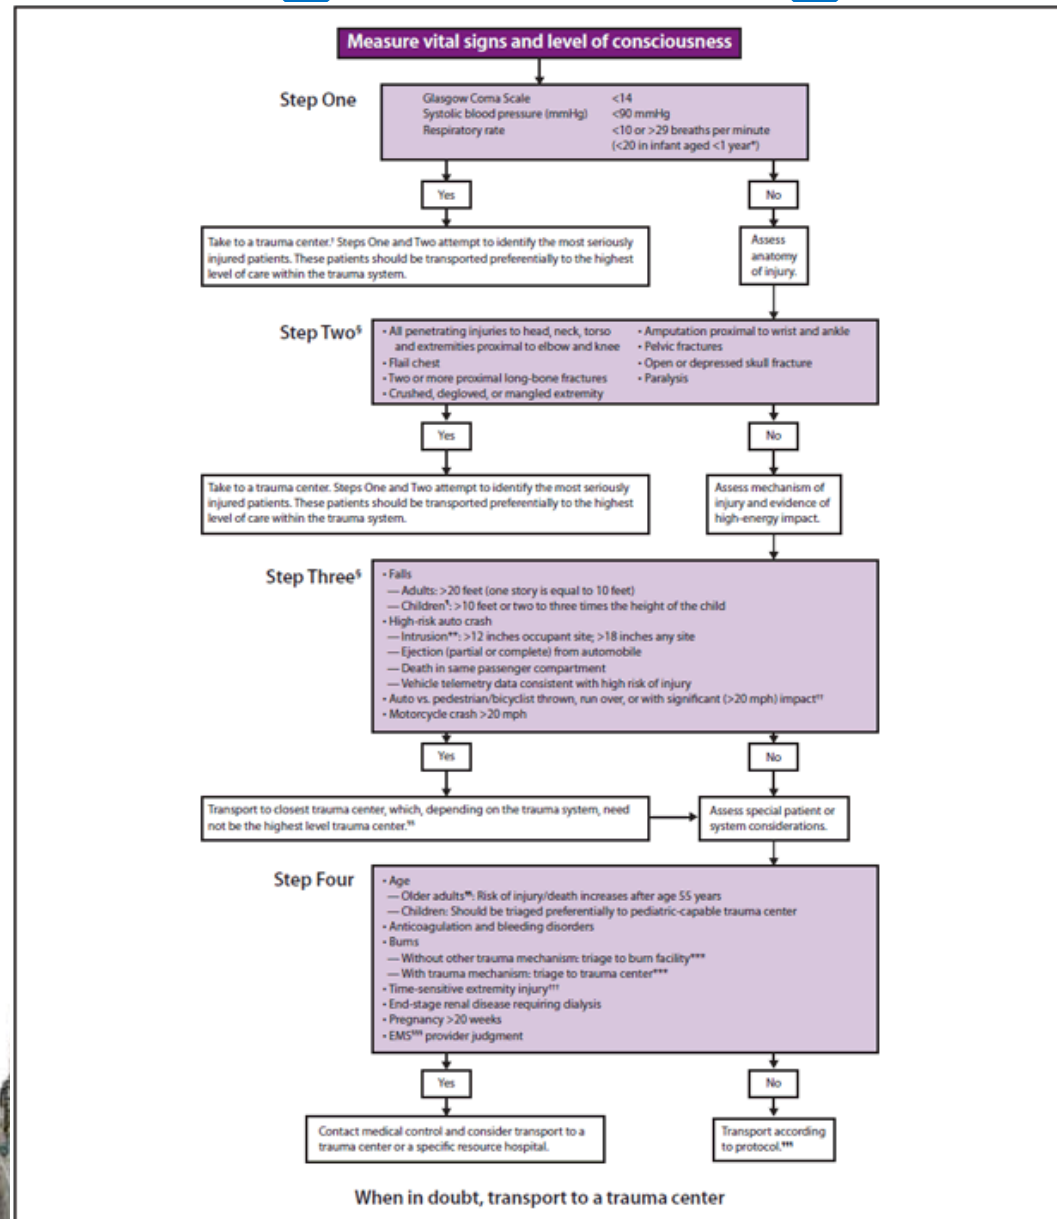 Measure vital signs and level of consciousness
Step One
Glasgow Coma Scale <14
Systolic blood pressure (mmHg) <90 mmHg
Respiratory rate <10 or >29 breaths per minute
(<20 in infant aged <1 year*)
Yes
No
Take to a trauma center.† Steps One and Two attempt to identify the most seriously
injured patients. These patients should be transported preferentially to the highest
level of care within the trauma system.
Assess
anatomy
of injury.
Step Two§
• All penetrating injuries to head, neck, torso
and extremities proximal to elbow and knee
• Flail chest
• Two or more proximal long-bone fractures
• Crushed, degloved, or mangled extremity
• Amputation proximal to wrist and ankle
• Pelvic fractures
• Open or depressed skull fracture
• Paralysis
Yes
No
Take to a trauma center. Steps One and Two attempt to identify the most seriously
injured patients. These patients should be transported preferentially to the highest
level of care within the trauma system.
Assess mechanism of
injury and evidence of
high-energy impact.
Step Three§
• Falls
— Adults: >20 feet (one story is equal to 10 feet)
— Children¶: >10 feet or two to three times the height of the child
• High-risk auto crash
— Intrusion**: >12 inches occupant site; >18 inches any site
— Ejection (partial or complete) from automobile
— Death in same passenger compartment
— Vehicle telemetry data consistent with high risk of injury
• Auto vs. pedestrian/bicyclist thrown, run over, or with significant (>20 mph) impact††
• Motorcycle crash >20 mph
Yes
No
Transport to closest trauma center, which, depending on the trauma system, need
not be the highest level trauma center.§§
Assess special patient or
system considerations.
Step Four
• Age
— Older adults¶¶: Risk of injury/death increases after age 55 years
— Children: Should be triaged preferentially to pediatric-capable trauma center
• Anticoagulation and bleeding disorders
• Burns
— Without other trauma mechanism: triage to burn facility***
— With trauma mechanism: triage to trauma center***
• Time-sensitive extremity injury†††
• End-stage renal disease requiring dialysis
• Pregnancy >20 weeks
• EMS§§§ provider judgment
Yes
No
Contact medical control and consider transport to a
trauma center or a specific resource hospital.
Transport according
to protocol.¶¶¶
When in doubt, transport to a trauma center